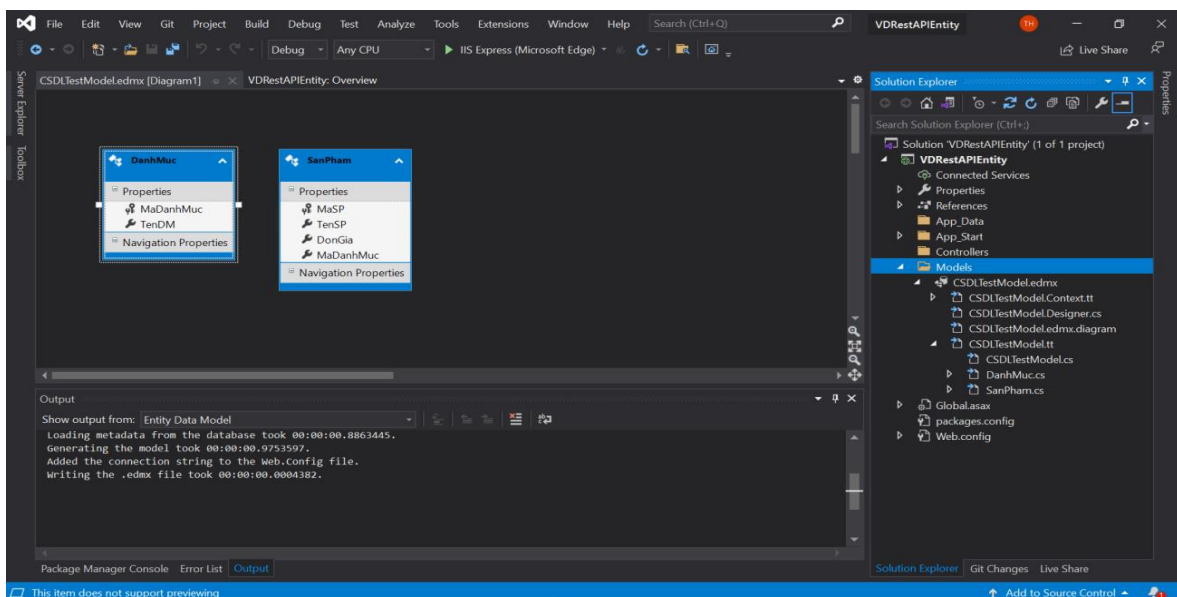 File Edit View Git Project Build Debug Test Analyze Tools Extensions Window Help Search (Ctrl+Q) VDRestAPIEntity TH
Debug Any CPU IIS Express (Microsoft Edge) Live Share
Server Explorer
Toolbox
CSDLTestModel.edmx [Diagram1] VDRestAPIEntity: Overview
DanhMuc
Properties
MaDanhMuc
TenDM
Navigation Properties
SanPham
Properties
MaSP
TenSP
DonGia
MaDanhMuc
Navigation Properties
Output
Show output from: Entity Data Model
Loading metadata from the database took 00:00:00.8863445.
Generating the model took 00:00:00.9753597.
Added the connection string to the Web.Config file.
Writing the .edmx file took 00:00:00.0004382.
Package Manager Console Error List Output
Solution Explorer
Search Solution Explorer (Ctrl+;)
Solution 'VDRestAPIEntity' (1 of 1 project)
VDRestAPIEntity
Connected Services
Properties
References
App_Data
App_Start
Controllers
Models
CSDLTestModel.edmx
CSDLTestModel.Context.tt
CSDLTestModel.Designer.cs
CSDLTestModel.edmx.diagram
CSDLTestModel.tt
CSDLTestModel.cs
DanhMuc.cs
SanPham.cs
Global.asax
packages.config
Web.config
Solution Explorer Git Changes Live Share
Properties
This item does not support previewing Add to Source Control